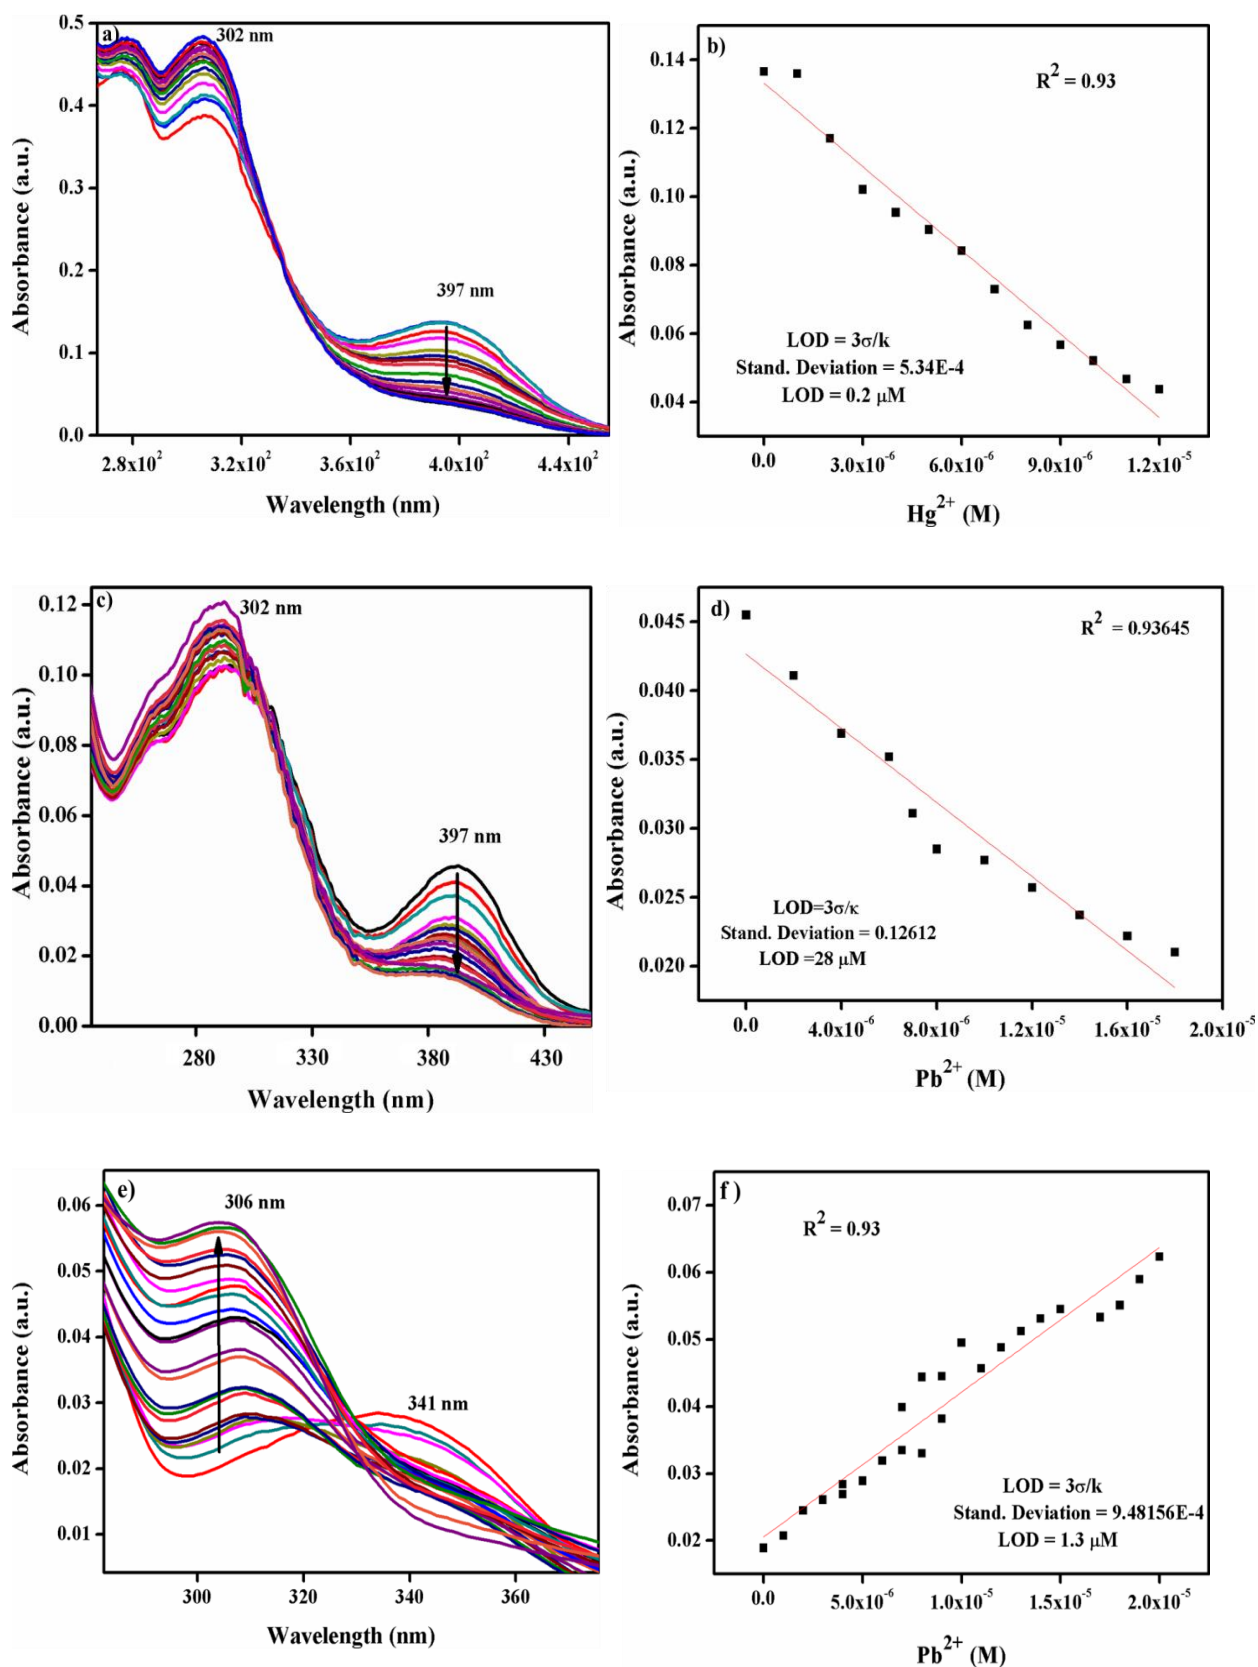 a)
302 nm
397 nm
0.5
0.4
0.3
0.2
0.1
0.0
Absorbance (a.u.)
2.8x10² 3.2x10² 3.6x10² 4.0x10² 4.4x10²
Wavelength (nm)
b)
R² = 0.93
0.14
0.12
0.10
0.08
0.06
0.04
Absorbance (a.u.)
LOD = 3σ/k
Stand. Deviation = 5.34E-4
LOD = 0.2 μM
0.0 3.0x10⁻⁶ 6.0x10⁻⁶ 9.0x10⁻⁶ 1.2x10⁻⁵
Hg²⁺ (M)
c)
302 nm
397 nm
0.12
0.10
0.08
0.06
0.04
0.02
0.00
Absorbance (a.u.)
280 330 380 430
Wavelength (nm)
d)
R² = 0.93645
0.045
0.040
0.035
0.030
0.025
0.020
Absorbance (a.u.)
LOD=3σ/κ
Stand. Deviation = 0.12612
LOD =28 μM
0.0 4.0x10⁻⁶ 8.0x10⁻⁶ 1.2x10⁻⁵ 1.6x10⁻⁵ 2.0x10⁻⁵
Pb²⁺ (M)
e)
306 nm
341 nm
0.06
0.05
0.04
0.03
0.02
0.01
Absorbance (a.u.)
300 320 340 360
Wavelength (nm)
f )
R² = 0.93
0.07
0.06
0.05
0.04
0.03
0.02
Absorbance (a.u.)
LOD = 3σ/k
Stand. Deviation = 9.48156E-4
LOD = 1.3 μM
0.0 5.0x10⁻⁶ 1.0x10⁻⁵ 1.5x10⁻⁵ 2.0x10⁻⁵
Pb²⁺ (M)